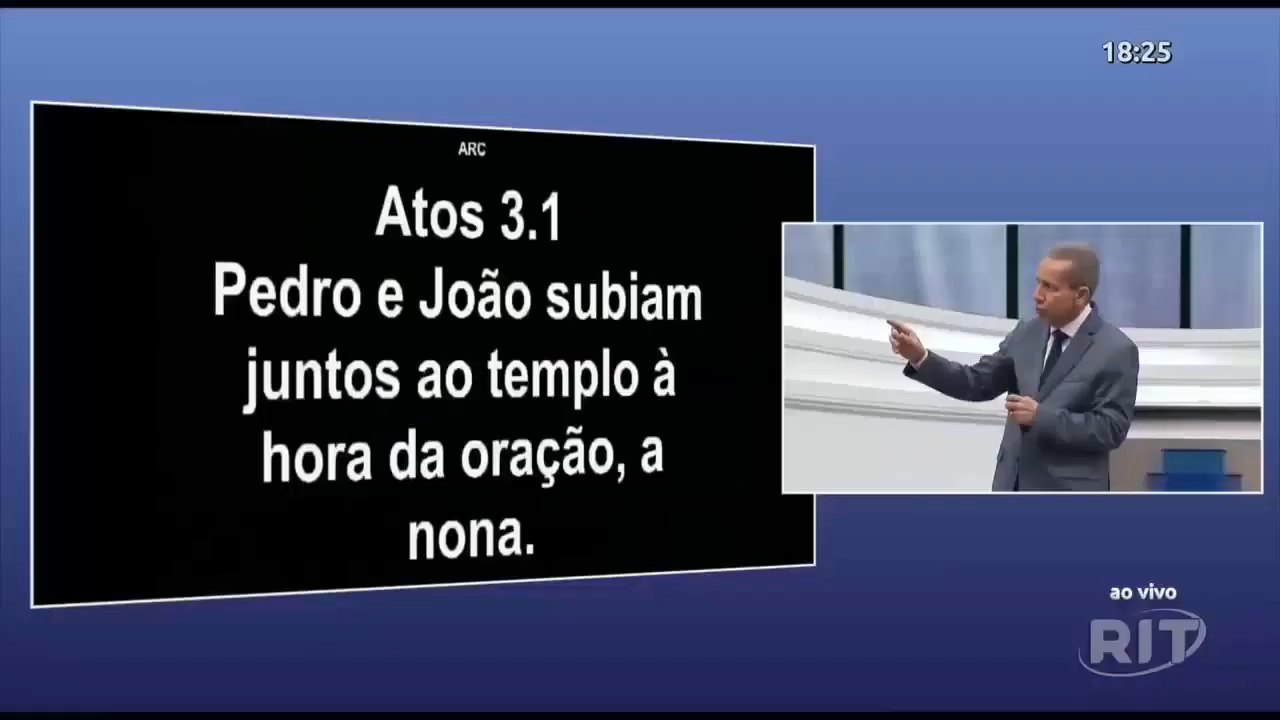 18:25
ARC
Atos 3.1
Pedro e João subiam
juntos ao templo à
hora da oração, a
nona.
ao vivo
RIT